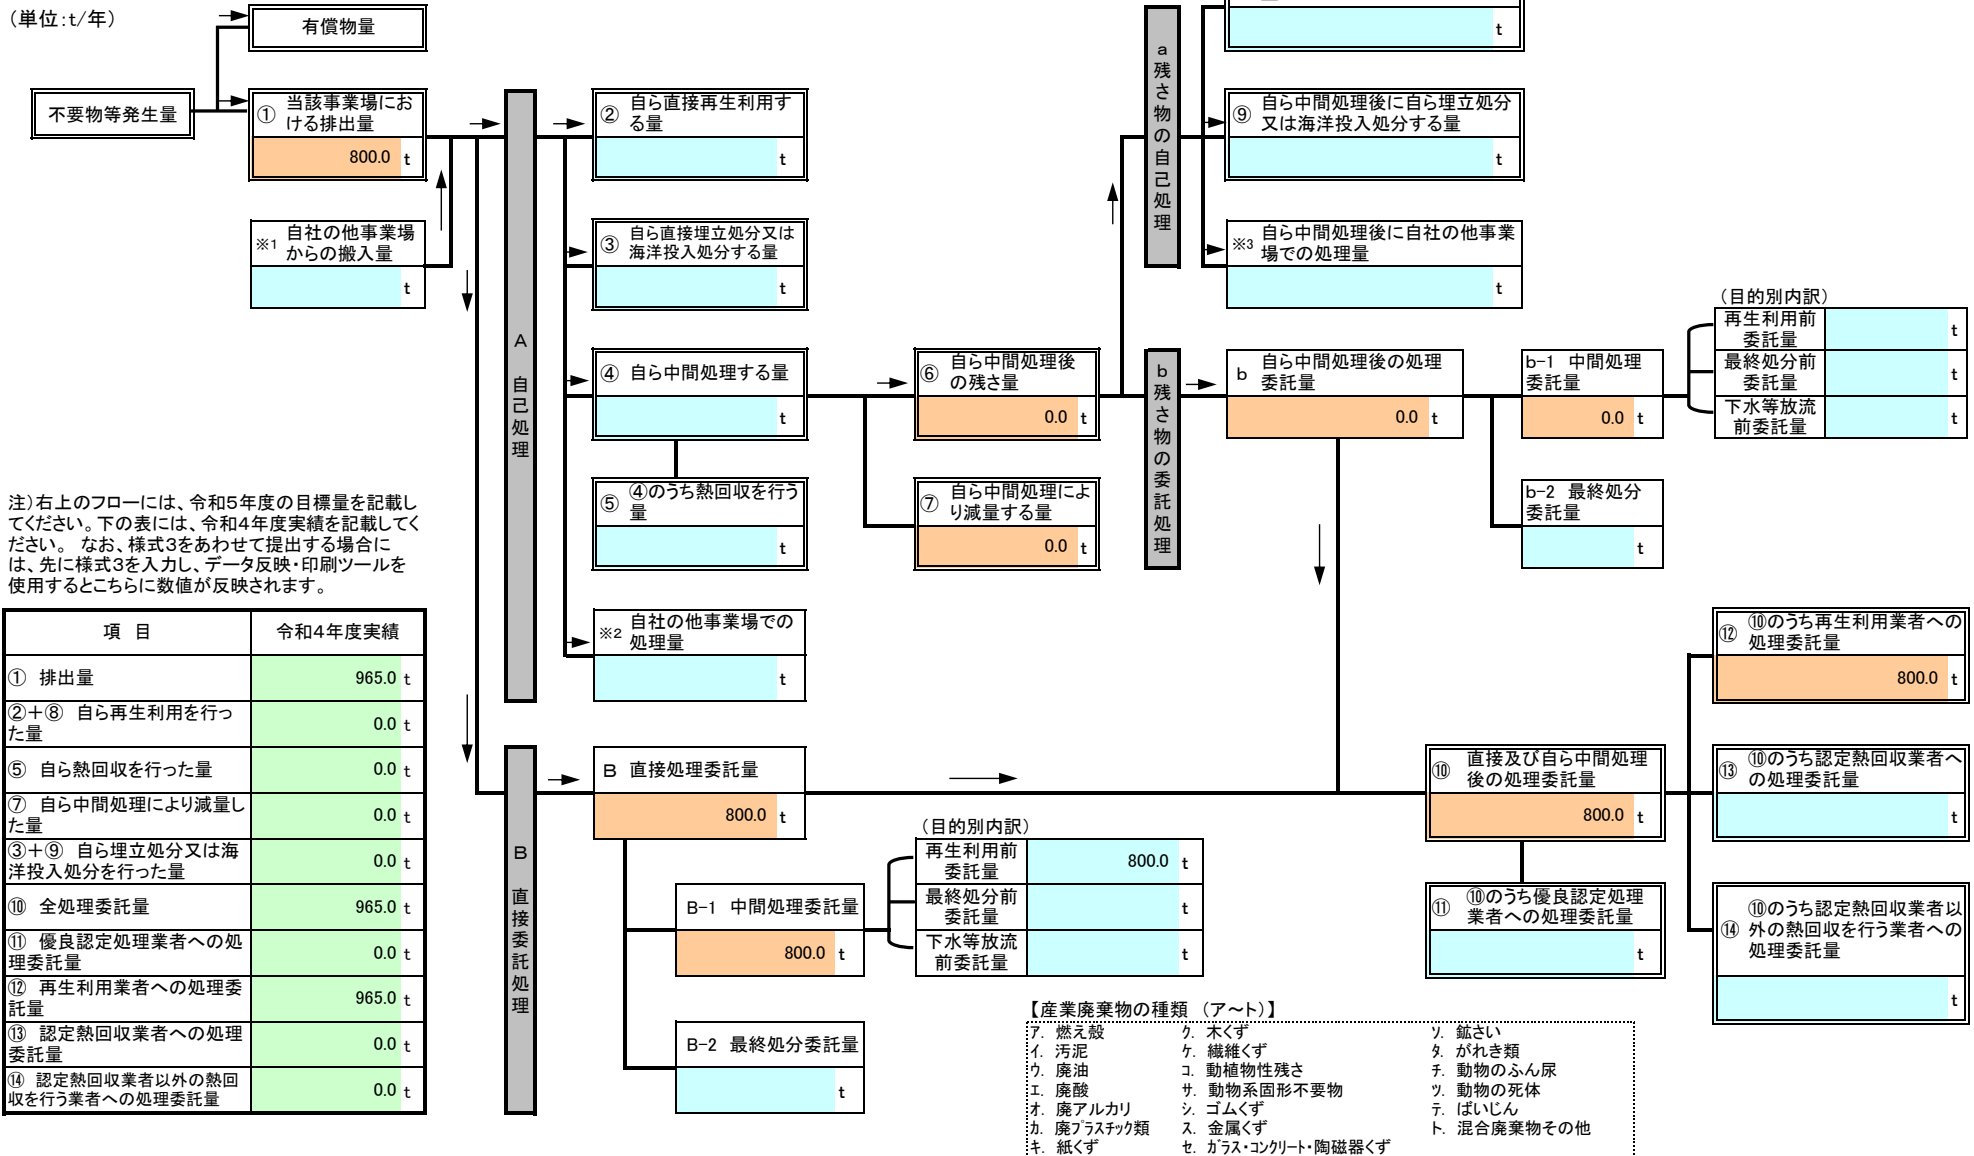 (単位:t/年)
有償物量
不要物等発生量
① 当該事業場にお
ける排出量
800.0 t
※1 自社の他事業場
からの搬入量
t
A 自己処理
② 自ら直接再生利用す
る量
t
③ 自ら直接埋立処分又は
海洋投入処分する量
t
④ 自ら中間処理する量
t
⑤ ④のうち熱回収を行う
量
t
※2 自社の他事業場での
処理量
t
⑥ 自ら中間処理後
の残さ量
0.0 t
⑦ 自ら中間処理によ
り減量する量
0.0 t
a 残さ物の自己処理
t
⑨ 自ら中間処理後に自ら埋立処分
又は海洋投入処分する量
t
※3 自ら中間処理後に自社の他事業
場での処理量
t
b 残さ物の委託処理
b 自ら中間処理後の処理
委託量
0.0 t
b-1 中間処理
委託量
0.0 t
b-2 最終処分
委託量
t
(目的別内訳)
再生利用前
委託量
t
最終処分前
委託量
t
下水等放流
前委託量
t
注)右上のフローには、令和5年度の目標量を記載し
てください。下の表には、令和4年度実績を記載してく
ださい。 なお、様式3をあわせて提出する場合に
は、先に様式3を入力し、データ反映・印刷ツールを
使用するとこちらに数値が反映されます。
項 目 令和4年度実績
① 排出量 965.0 t
②+⑧ 自ら再生利用を行っ
た量 0.0 t
⑤ 自ら熱回収を行った量 0.0 t
⑦ 自ら中間処理により減量し
た量 0.0 t
③+⑨ 自ら埋立処分又は海
洋投入処分を行った量 0.0 t
⑩ 全処理委託量 965.0 t
⑪ 優良認定処理業者への処
理委託量 0.0 t
⑫ 再生利用業者への処理委
託量 965.0 t
⑬ 認定熱回収業者への処理
委託量 0.0 t
⑭ 認定熱回収業者以外の熱回
収を行う業者への処理委託量 0.0 t
B 直接委託処理
B 直接処理委託量
800.0 t
B-1 中間処理委託量
800.0 t
B-2 最終処分委託量
t
(目的別内訳)
再生利用前
委託量
800.0 t
最終処分前
委託量
t
下水等放流
前委託量
t
⑩ 直接及び自ら中間処理
後の処理委託量
800.0 t
⑪ ⑩のうち優良認定処理
業者への処理委託量
t
⑫ ⑩のうち再生利用業者への
処理委託量
800.0 t
⑬ ⑩のうち認定熱回収業者へ
の処理委託量
t
⑭ ⑩のうち認定熱回収業者以
外の熱回収を行う業者への
処理委託量
t
【産業廃棄物の種類 (ア~ト)】
ア. 燃え殻 ク. 木くず ソ. 鉱さい
イ. 汚泥 ケ. 繊維くず タ. がれき類
ウ. 廃油 コ. 動植物性残さ チ. 動物のふん尿
エ. 廃酸 サ. 動物系固形不要物 ツ. 動物の死体
オ. 廃アルカリ シ. ゴムくず テ. ばいじん
カ. 廃プラスチック類 ス. 金属くず ト. 混合廃棄物その他
キ. 紙くず セ. ガラス・コンクリート・陶磁器くず